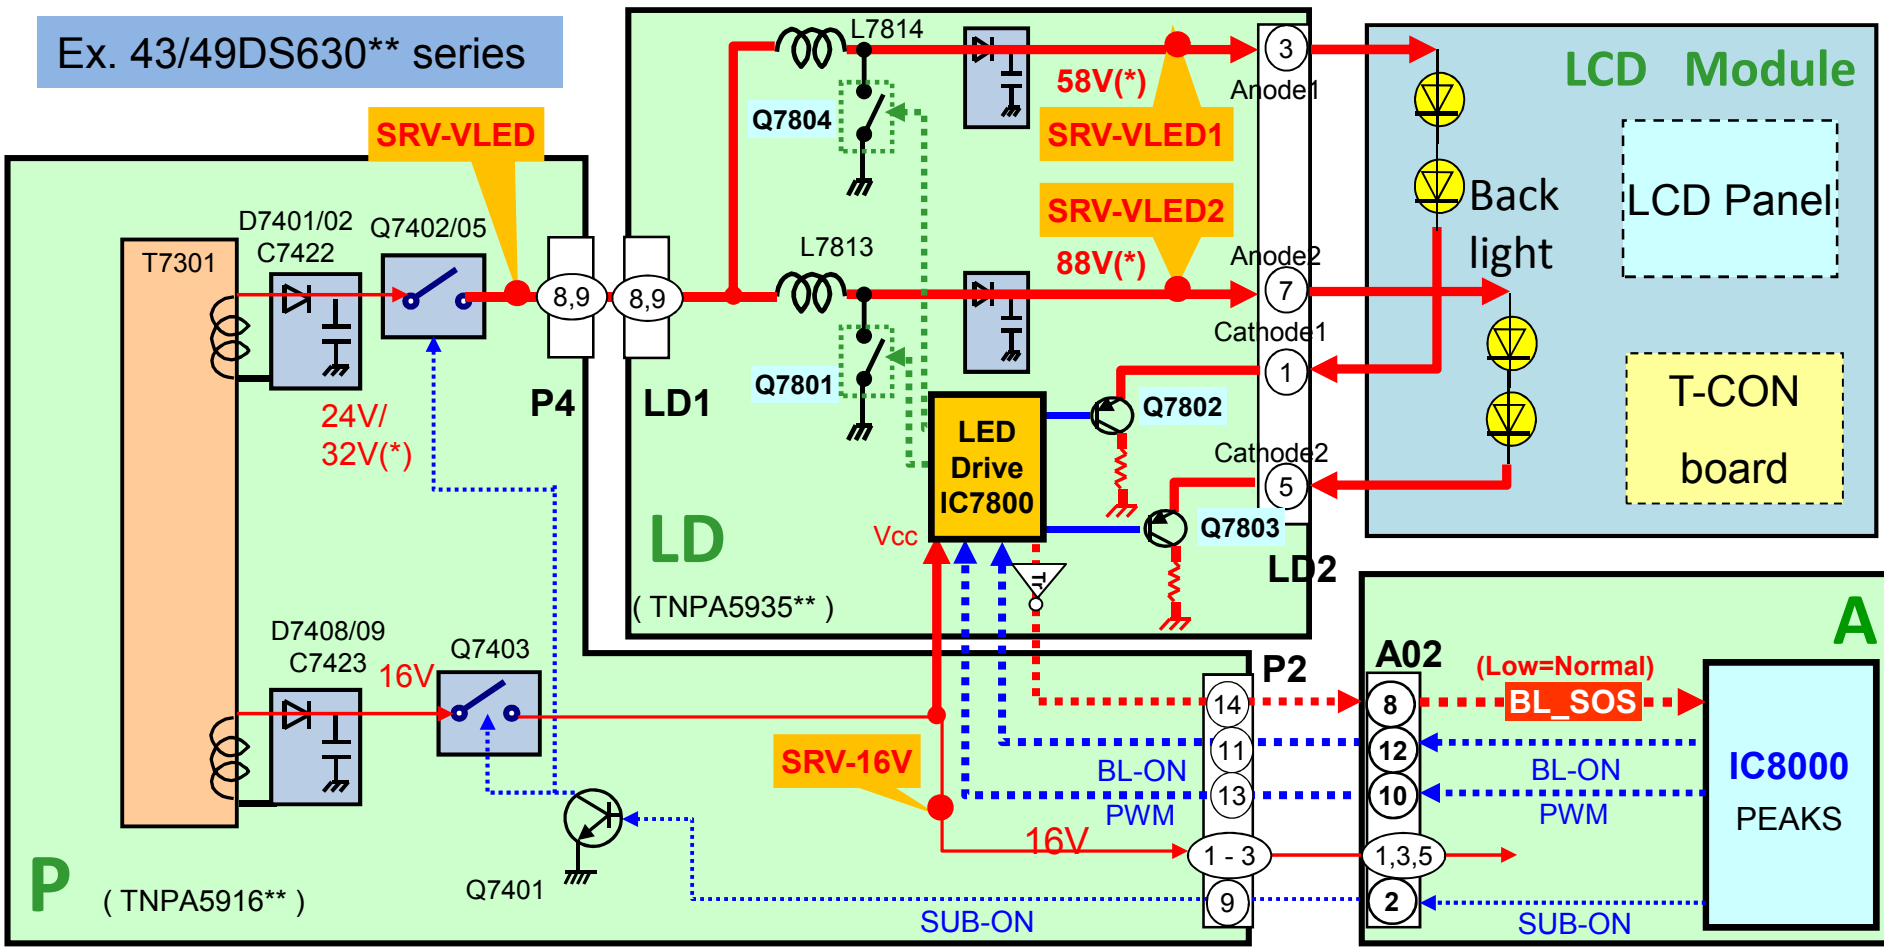 Ex. 43/49DS630** series
L7814
3
LCD Module
58V(*)
Anode1
Q7804
SRV-VLED
SRV-VLED1
Back
light
LCD Panel
SRV-VLED2
D7401/02
C7422
Q7402/05
T7301
L7813
88V(*)
Anode2
8,9
8,9
7
Cathode1
24V/
32V(*)
P4
LD1
Q7801
1
Q7802
T-CON
board
LED
Drive
IC7800
Cathode2
5
Q7803
LD
Vcc
Tr
LD2
( TNPA5935** )
A
D7408/09
C7423
16V
Q7403
P2
A02
(Low=Normal)
14
8
BL_SOS
SRV-16V
11
12
BL-ON
BL-ON
IC8000
PEAKS
13
10
PWM
PWM
16V
1 - 3
1,3,5
P
( TNPA5916** )
Q7401
9
2
SUB-ON
SUB-ON